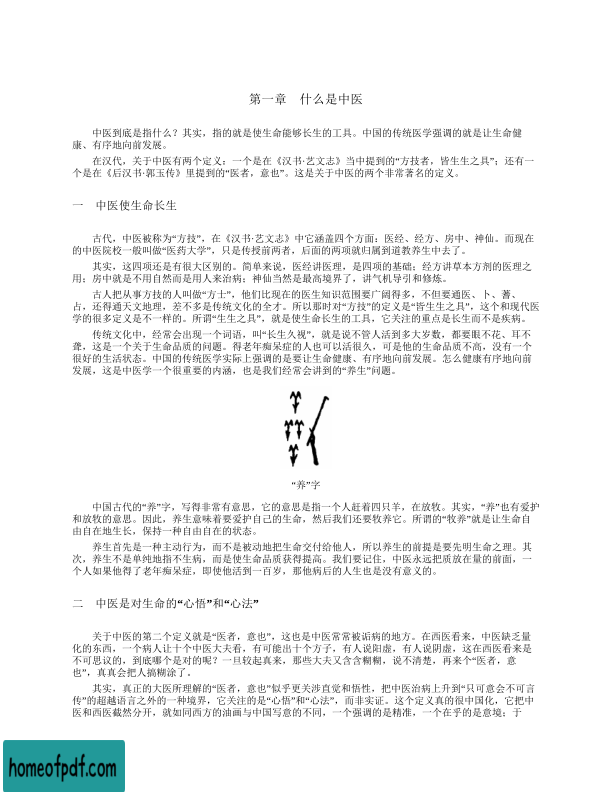 第一章　什么是中医
中医到底是指什么？其实，指的就是使生命能够长生的工具。中国的传统医学强调的就是让生命健
康、有序地向前发展。
在汉代，关于中医有两个定义：一个是在《汉书·艺文志》当中提到的“方技者，皆生生之具”；还有一
个是在《后汉书·郭玉传》里提到的“医者，意也”。这是关于中医的两个非常著名的定义。
一　中医使生命长生
古代，中医被称为“方技”，在《汉书·艺文志》中它涵盖四个方面：医经、经方、房中、神仙。而现在
的中医院校一般叫做“医药大学”，只是传授前两者，后面的两项就归属到道教养生中去了。
其实，这四项还是有很大区别的。简单来说，医经讲医理，是四项的基础；经方讲草本方剂的医理之
用；房中就是不用自然而是用人来治病；神仙当然是最高境界了，讲气机导引和修炼。
古人把从事方技的人叫做“方士”，他们比现在的医生知识范围要广阔得多，不但要通医、卜、蓍、
占，还得通天文地理，差不多是传统文化的全才。所以那时对“方技”的定义是“皆生生之具”，这个和现代医
学的很多定义是不一样的。所谓“生生之具”，就是使生命长生的工具，它关注的重点是长生而不是疾病。
传统文化中，经常会出现一个词语，叫“长生久视”，就是说不管人活到多大岁数，都要眼不花、耳不
聋，这是一个关于生命品质的问题。得老年痴呆症的人也可以活很久，可是他的生命品质不高，没有一个
很好的生活状态。中国的传统医学实际上强调的是要让生命健康、有序地向前发展。怎么健康有序地向前
发展，这是中医学一个很重要的内涵，也是我们经常会讲到的“养生”问题。
“养”字
中国古代的“养”字，写得非常有意思，它的意思是指一个人赶着四只羊，在放牧。其实，“养”也有爱护
和放牧的意思。因此，养生意味着要爱护自己的生命，然后我们还要牧养它。所谓的“牧养”就是让生命自
由自在地生长，保持一种自由自在的状态。
养生首先是一种主动行为，而不是被动地把生命交付给他人，所以养生的前提是要先明生命之理。其
次，养生不是单纯地指不生病，而是使生命品质获得提高。我们要记住，中医永远把质放在量的前面，一
个人如果他得了老年痴呆症，即使他活到一百岁，那他病后的人生也是没有意义的。
二　中医是对生命的“心悟”和“心法”
关于中医的第二个定义就是“医者，意也”，这也是中医常常被诟病的地方。在西医看来，中医缺乏量
化的东西，一个病人让十个中医大夫看，有可能出十个方子，有人说阳虚，有人说阴虚，这在西医看来是
不可思议的，到底哪个是对的呢？一旦较起真来，那些大夫又含含糊糊，说不清楚，再来个“医者，意
也”，真真会把人搞糊涂了。
其实，真正的大医所理解的“医者，意也”似乎更关涉直觉和悟性，把中医治病上升到“只可意会不可言
传”的超越语言之外的一种境界，它关注的是“心悟”和“心法”，而非实证。这个定义真的很中国化，它把中
医和西医截然分开，就如同西方的油画与中国写意的不同，一个强调的是精准，一个在乎的是意境；于
homeofpdf.com